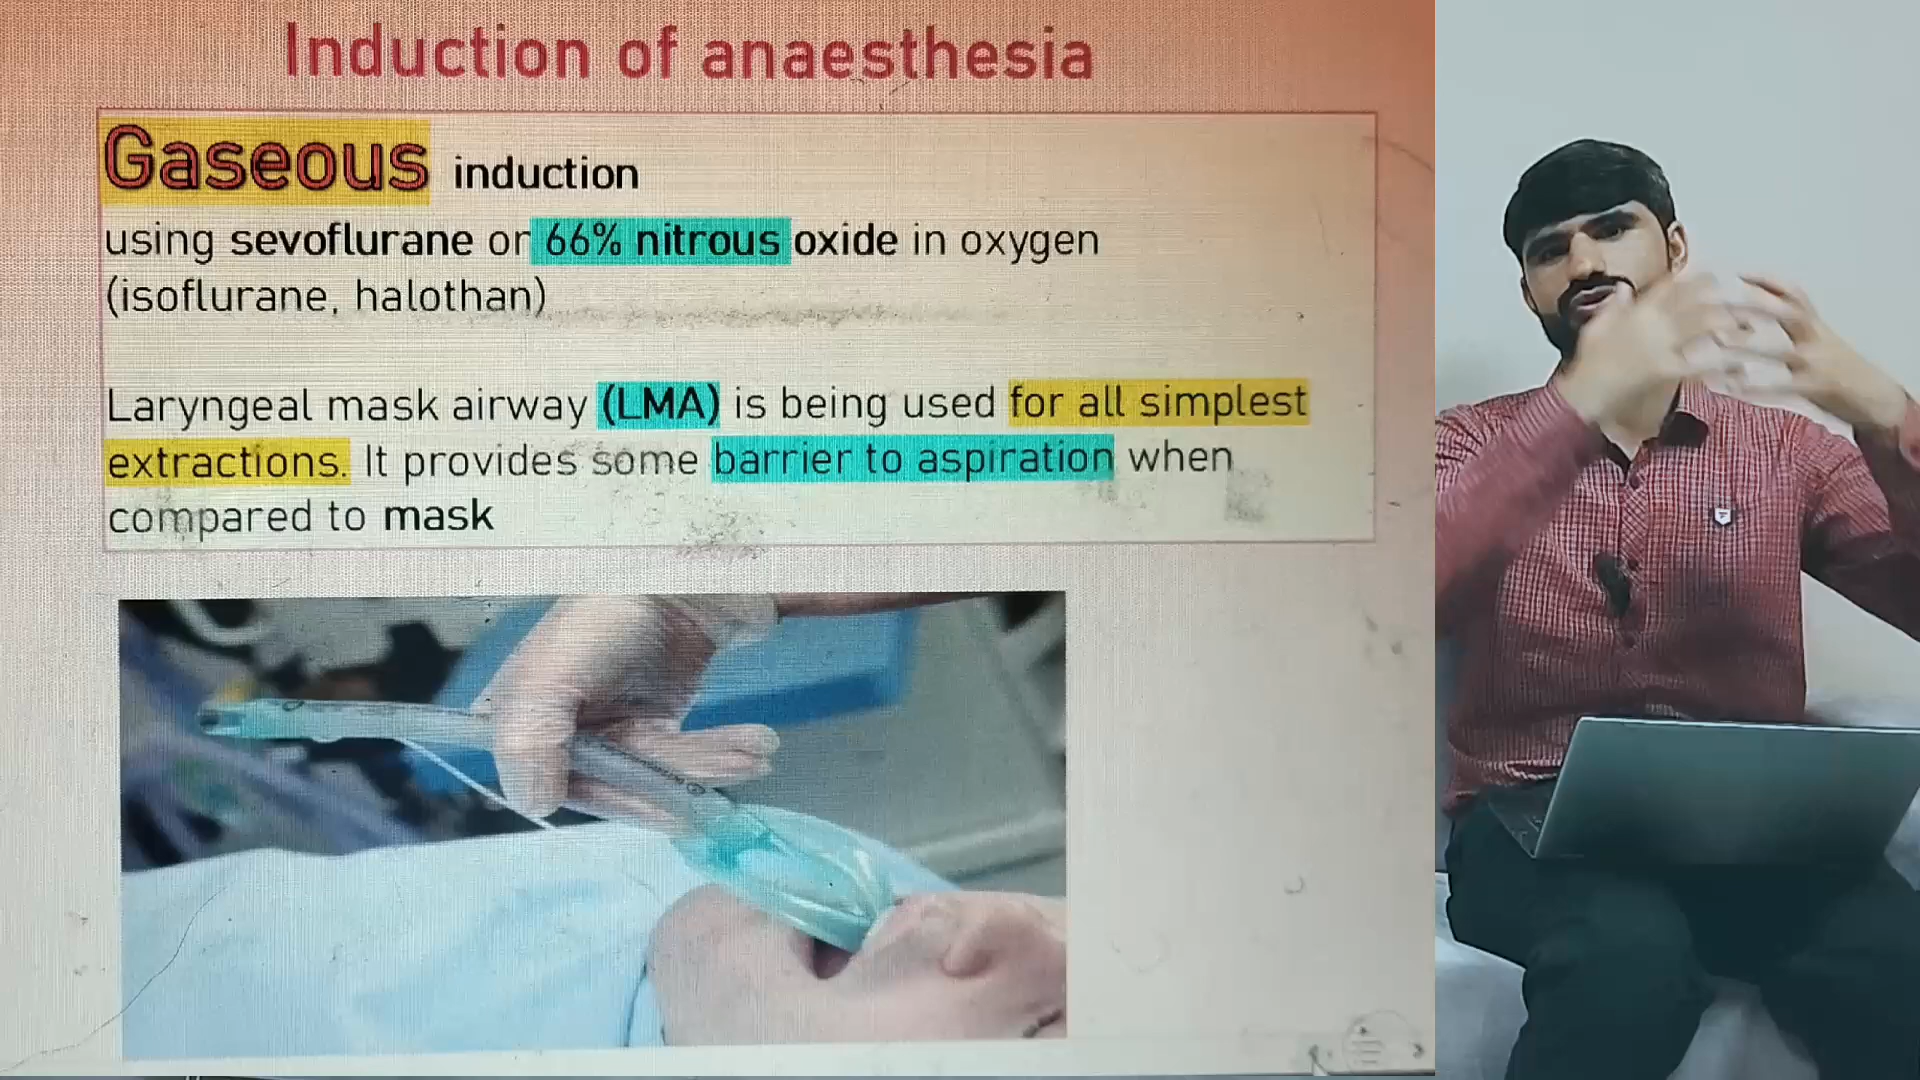 Induction of anaesthesia
Gaseous induction
using sevoflurane or 66% nitrous oxide in oxygen
(isoflurane, halothan)
Laryngeal mask airway (LMA) is being used for all simplest
extractions. It provides some barrier to aspiration when
compared to mask